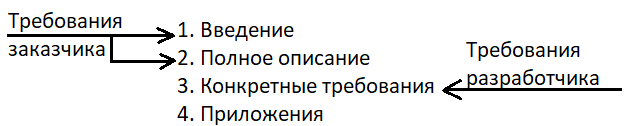 Требования
заказчика
1. Введение
2. Полное описание
3. Конкретные требования
4. Приложения
Требования
разработчика